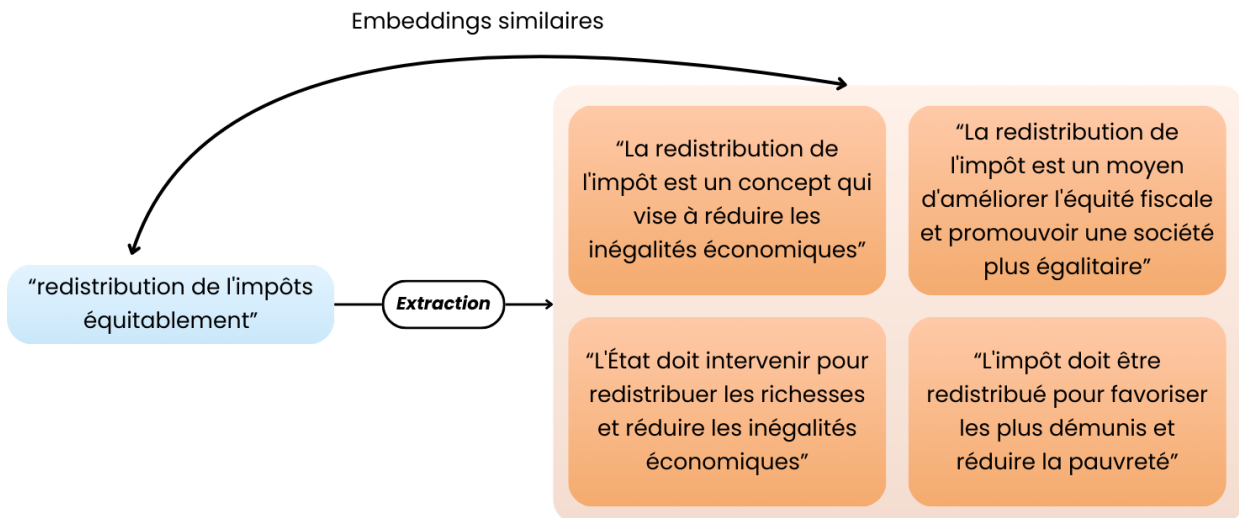 Embeddings similaires
“La redistribution de
l'impôt est un concept qui
vise à réduire les
inégalités économiques”
“La redistribution de
l'impôt est un moyen
d'améliorer l'équité fiscale
et promouvoir une société
plus égalitaire”
“redistribution de l'impôts
équitablement”
Extraction
“L'État doit intervenir pour
redistribuer les richesses
et réduire les inégalités
économiques”
“L'impôt doit être
redistribué pour favoriser
les plus démunis et
réduire la pauvreté”